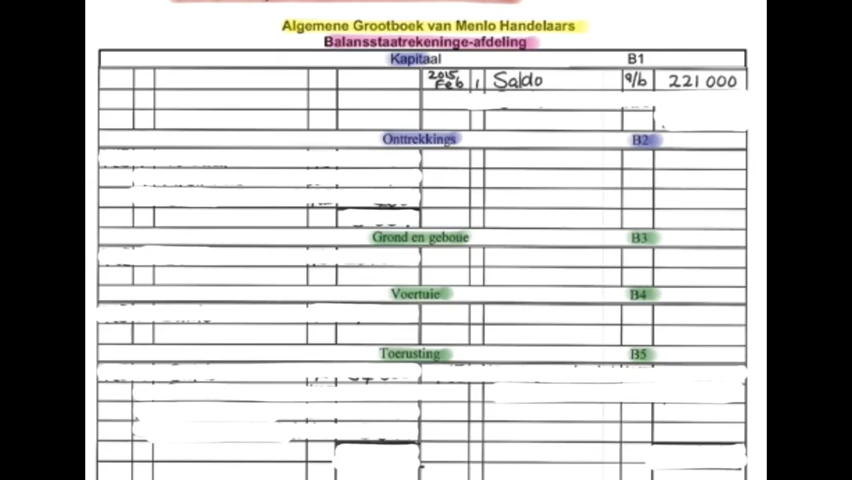 Algemene Grootboek van Menlo Handelaars
Balansstaatrekeninge-afdeling
Kapitaal B1
2015 Feb 1 Saldo a/b 221 000
Onttrekkings B2
Grond en geboue B3
Voertuie B4
Toerusting B5